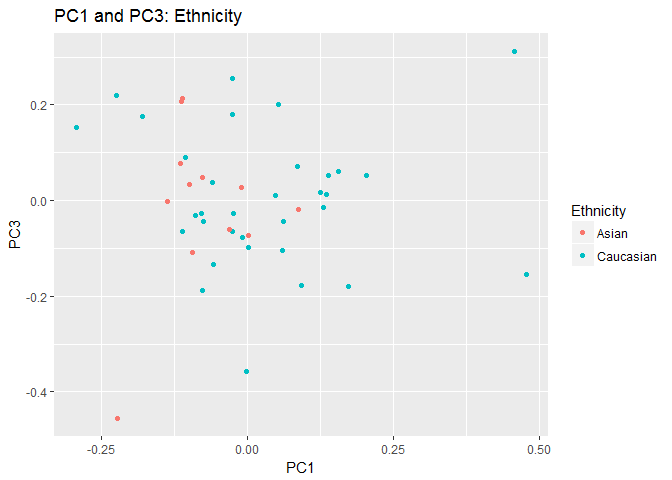 PC1 and PC3: Ethnicity
0.2
0.0
-0.2
-0.4
PC3
-0.25
0.00
0.25
0.50
PC1
Ethnicity
Asian
Caucasian